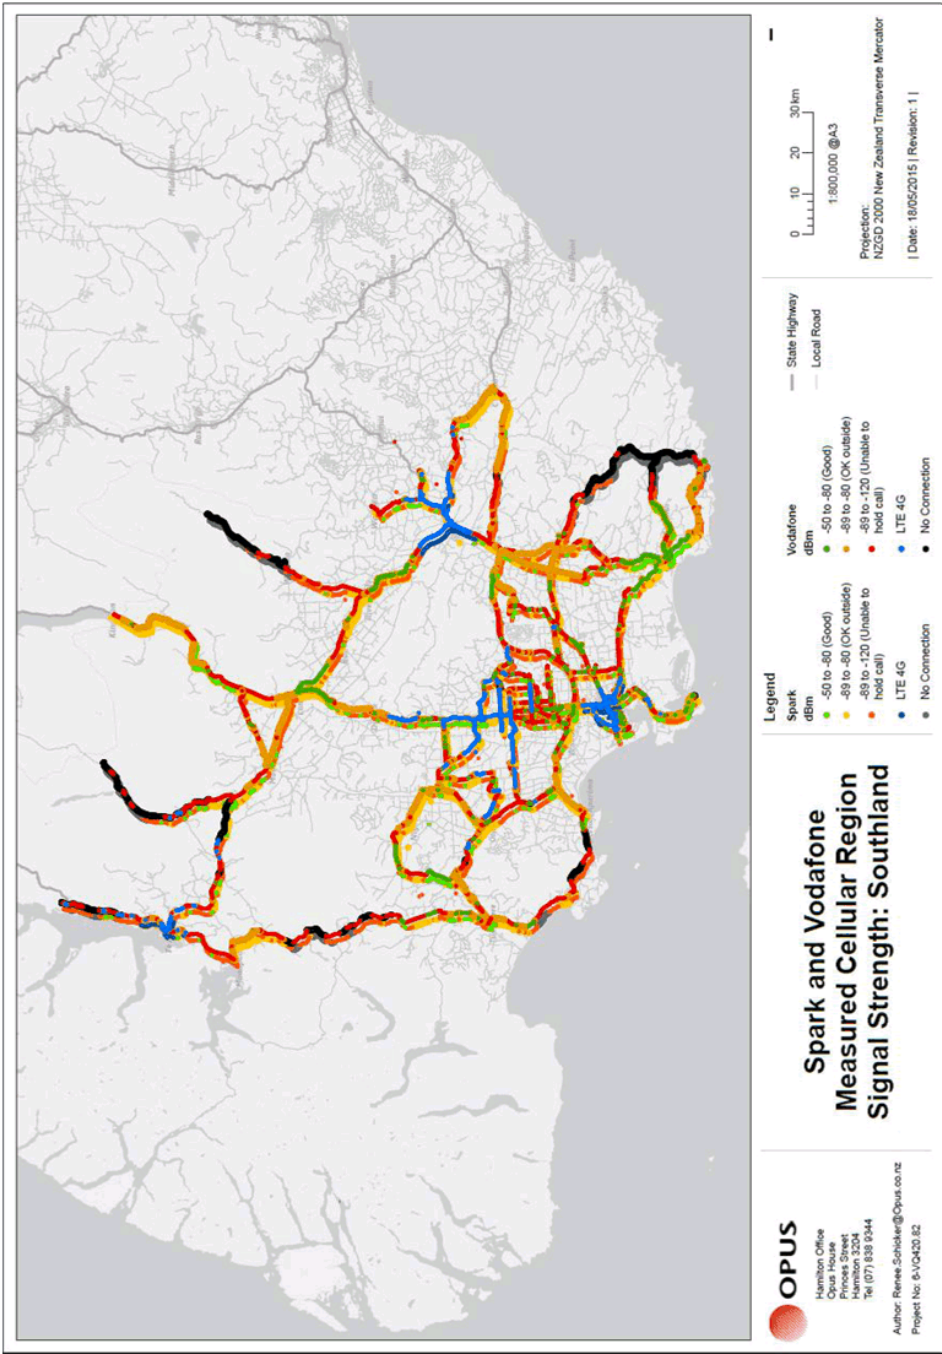 OPUS
Hamilton Office
Opus House
Princes Street
Hamilton 3204
Tel (07) 838 9344
Author: Renee.Schicker@Opus.co.nz
Project No: 6-VQ420.82
Spark and Vodafone
Measured Cellular Region
Signal Strength: Southland
Legend
Spark
dBm
-50 to -80 (Good)
-89 to -80 (OK outside)
-89 to -120 (Unable to
hold call)
LTE 4G
No Connection
Vodafone
dBm
-50 to -80 (Good)
-89 to -80 (OK outside)
-89 to -120 (Unable to
hold call)
LTE 4G
No Connection
State Highway
Local Road
0 10 20 30 km
1:800,000 @A3
Projection:
NZGD 2000 New Zealand Transverse Mercator
| Date: 18/05/2015 | Revision: 1 |